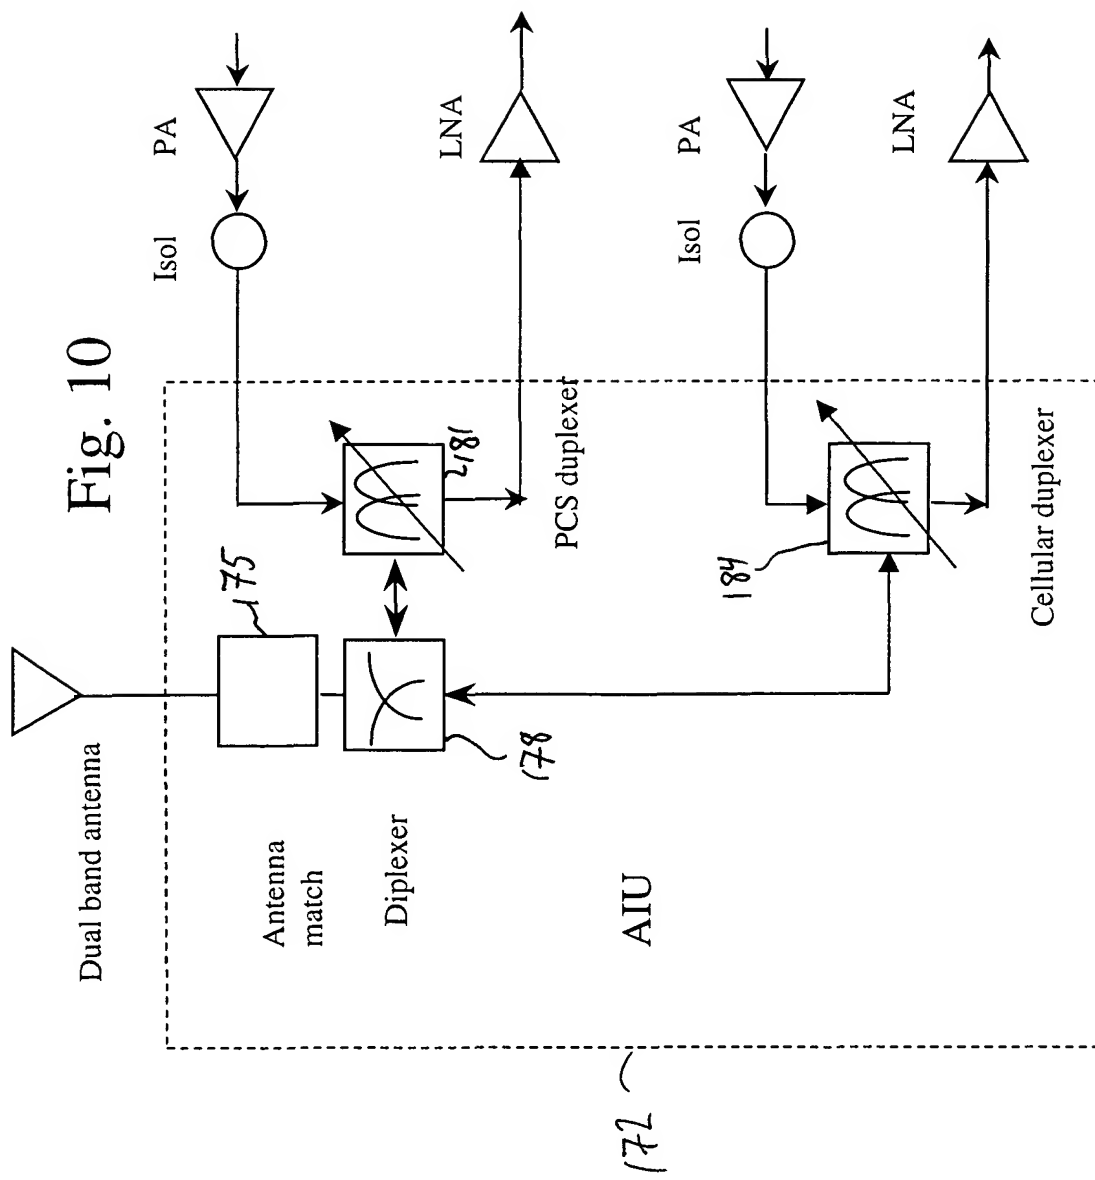 Fig. 10
Dual band antenna
Antenna
match
175
Diplexer
178
181
PCS duplexer
Isol
PA
LNA
AIU
172
184
Cellular duplexer
Isol
PA
LNA